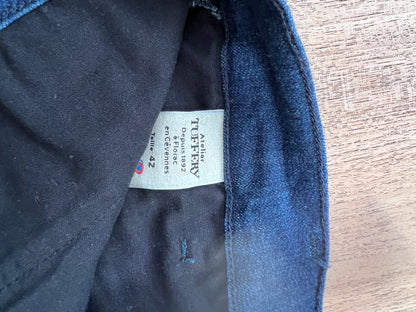 Atelier
TUFFERY
Depuis 1892
à Florac
en Cévennes
Taille 42